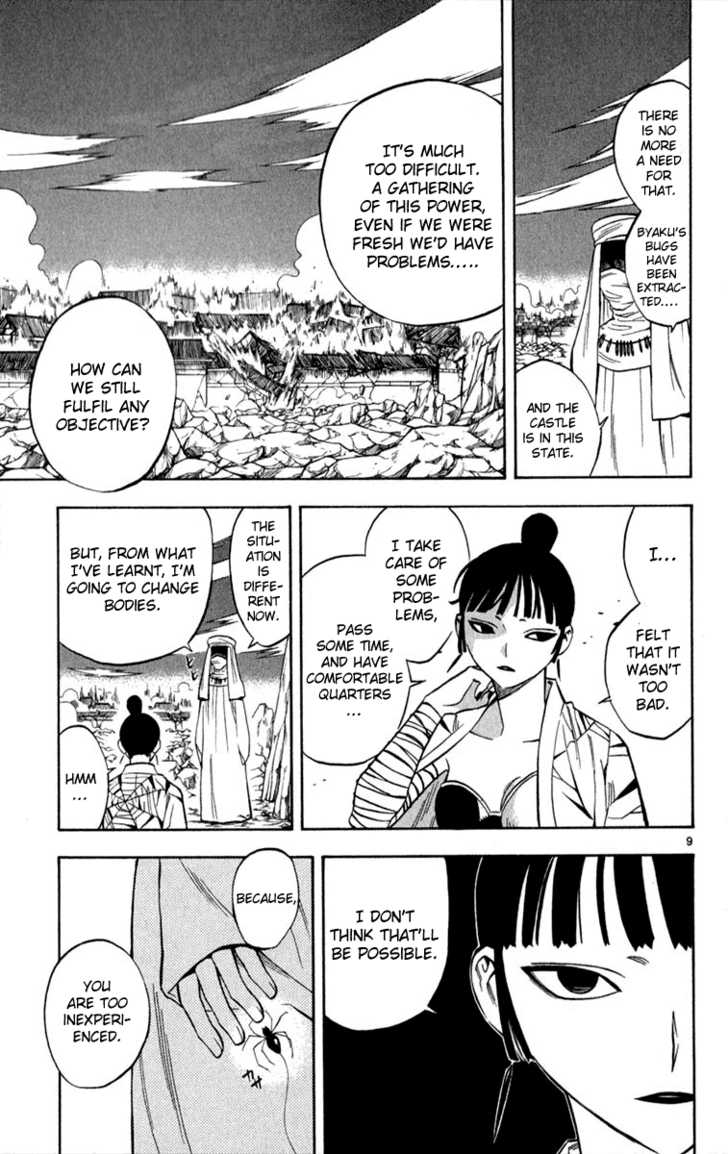 THERE
IS NO
MORE
A NEED
FOR
THAT.
BYAKU'S
BUGS
HAVE
BEEN
EXTRAC-
TED....
AND THE
CASTLE
IS IN THIS
STATE.
IT'S MUCH
TOO DIFFICULT.
A GATHERING
OF THIS POWER,
EVEN IF WE WERE
FRESH WE'D HAVE
PROBLEMS.....
HOW CAN
WE STILL
FULFIL ANY
OBJECTIVE?
I...
FELT
THAT IT
WASN'T
TOO
BAD.
I TAKE
CARE OF
SOME
PROB-
LEMS,
PASS
SOME TIME,
AND HAVE
COMFORTABLE
QUARTERS
...
THE
SITU-
ATION
IS
DIFFE-
RENT
NOW.
BUT, FROM WHAT
I'VE LEARNT, I'M
GOING TO CHANGE
BODIES.
HMM
...
9
I DON'T
THINK THAT'LL
BE POSSIBLE.
BECAUSE,
YOU
ARE TOO
INEXPERI-
ENCED.